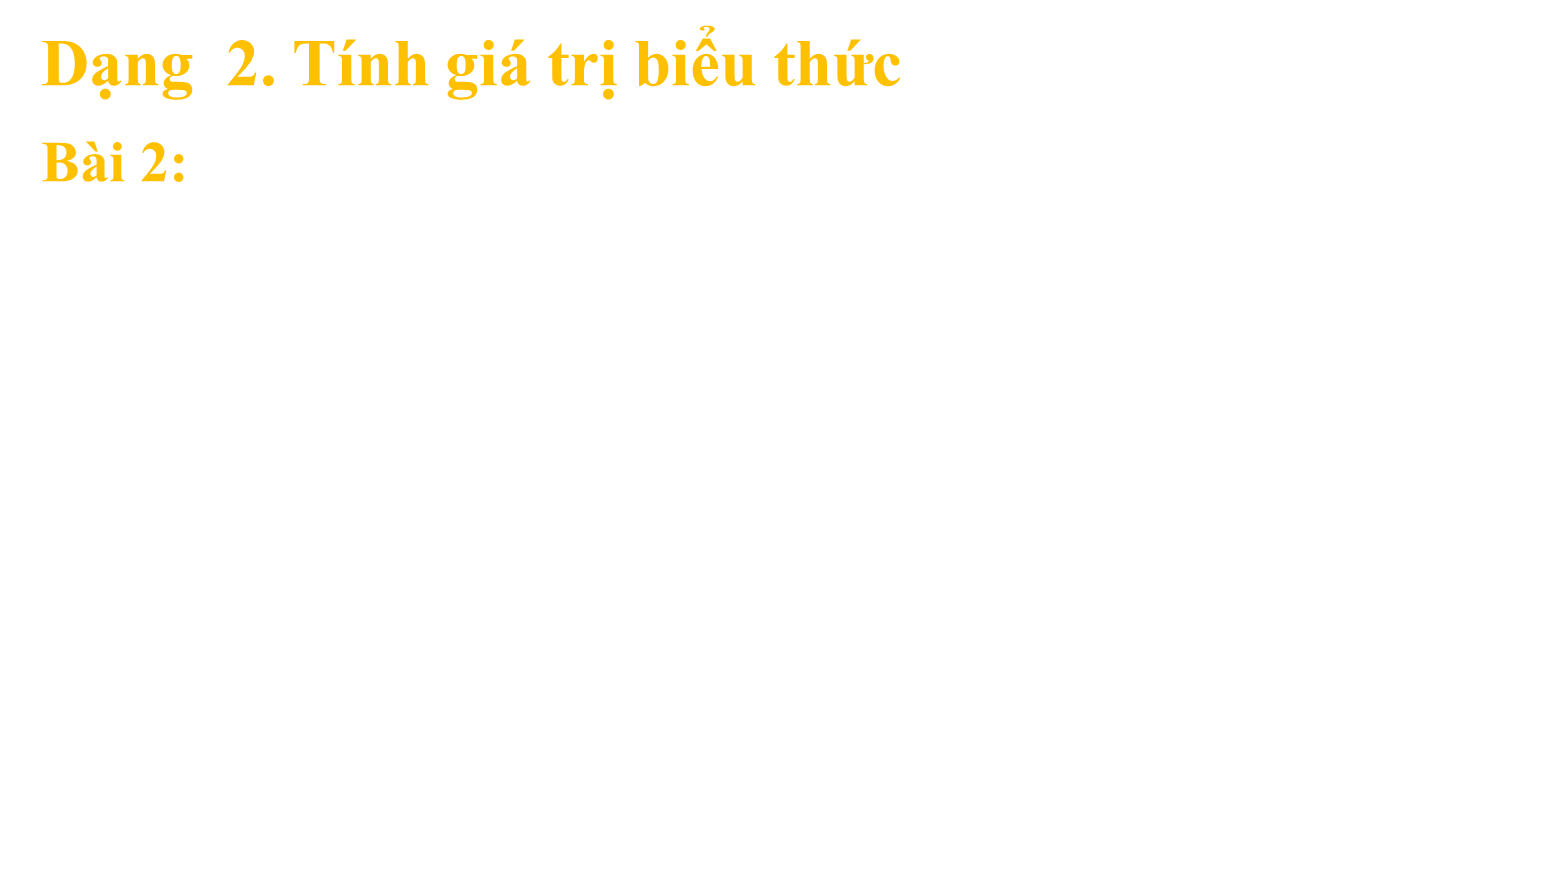 Dạng  2. Tính giá trị biểu thức
Bài 2: